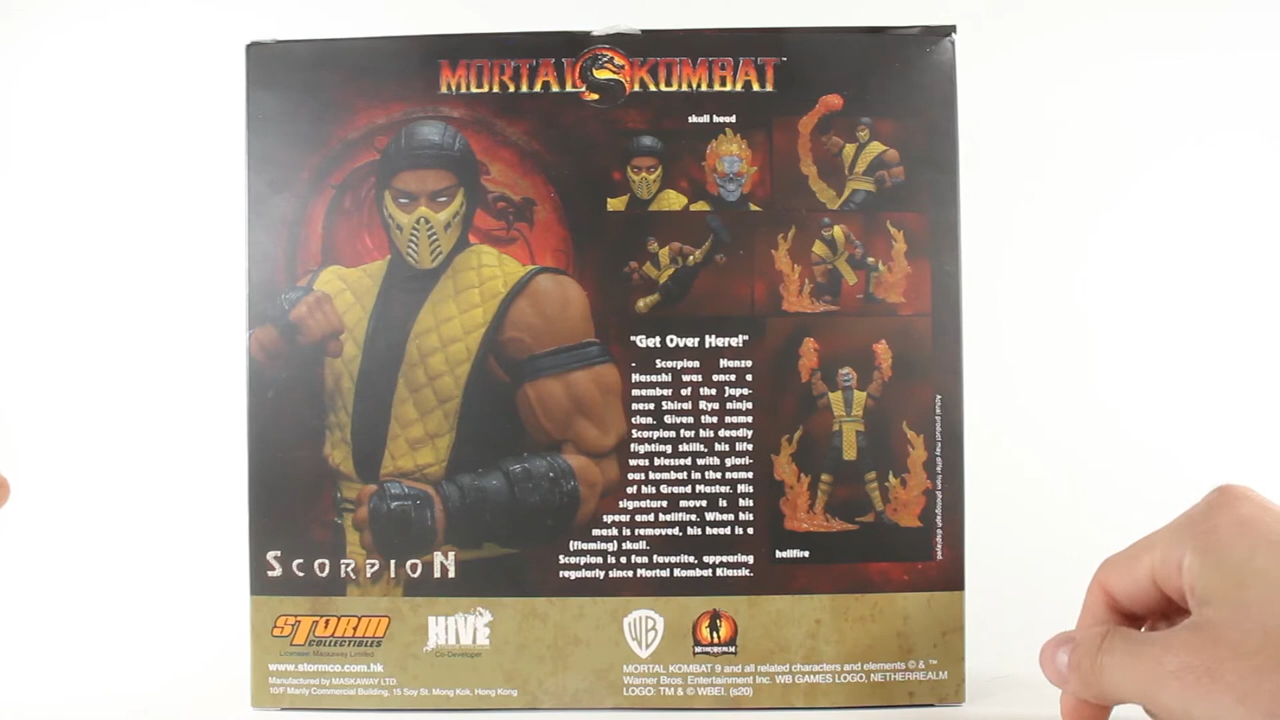 MORTAL KOMBAT™
skull head
"Get Over Here!"
- Scorpion Hanzo
Hasashi was once a
member of the Japa-
nese Shirai Ryu ninja
clan. Given the name
Scorpion for his deadly
fighting skills, his life
was blessed with glori-
ous kombat in the name
of his Grand Master. His
signature move is his
spear and hellfire. When his
mask is removed, his head is a
(flaming) skull.
Scorpion is a fan favorite, appearing
regularly since Mortal Kombat Klassic.
hellfire
Actual product may differ from photograph displayed.
SCORPION
STORM
COLLECTIBLES
Licensee: Maskaway Limited
www.stormco.com.hk
Manufactured by MASKAWAY LTD.
10/F Manly Commercial Building, 15 Soy St. Mong Kok, Hong Kong
HIVE
Co-Developer
WB
NETHERREALM
MORTAL KOMBAT 9 and all related characters and elements © & ™
Warner Bros. Entertainment Inc. WB GAMES LOGO, NETHERREALM
LOGO: TM & © WBEI. (s20)